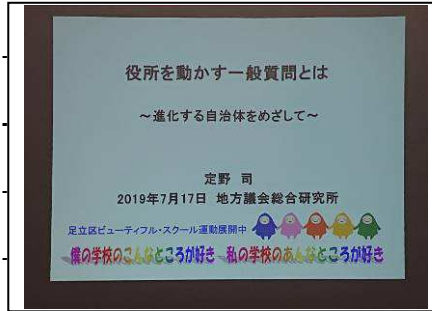 役所を動かす一般質問とは
～進化する自治体をめざして～
定野 司
2019年7月17日 地方議会総合研究所
足立区ビューティフル・スクール運動展開中
僕の学校のこんなところが好き 私の学校のあんなところが好き